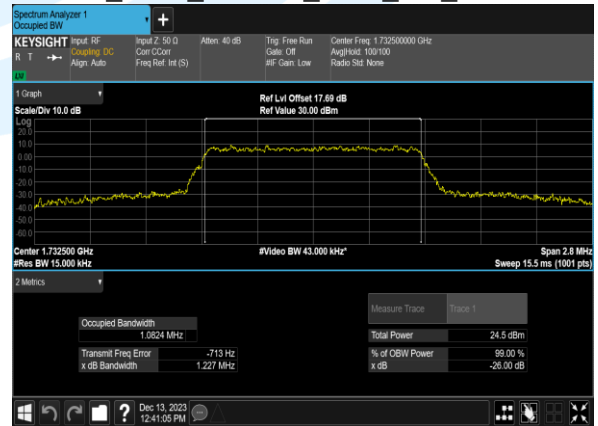 Spectrum Analyzer 1
Occupied BW
+
KEYSIGHT Input: RF Input Z: 50 Ω Atten: 40 dB Trig: Free Run Center Freq: 1.732500000 GHz
R T Coupling: DC Corr CCorr Gate: Off Avg|Hold: 100/100
Align: Auto Freq Ref: Int (S) #IF Gain: Low Radio Std: None
LW
1 Graph
Ref Lvl Offset 17.69 dB
Scale/Div 10.0 dB Ref Value 30.00 dBm
Log
20.0
10.0
0.00
-10.0
-20.0
-30.0
-40.0
-50.0
-60.0
Center 1.732500 GHz #Video BW 43.000 kHz* Span 2.8 MHz
#Res BW 15.000 kHz Sweep 15.5 ms (1001 pts)
2 Metrics
Measure Trace Trace 1
Occupied Bandwidth
1.0824 MHz Total Power 24.5 dBm
Transmit Freq Error -713 Hz % of OBW Power 99.00 %
x dB Bandwidth 1.227 MHz x dB -26.00 dB
? Dec 13, 2023
12:41:05 PM